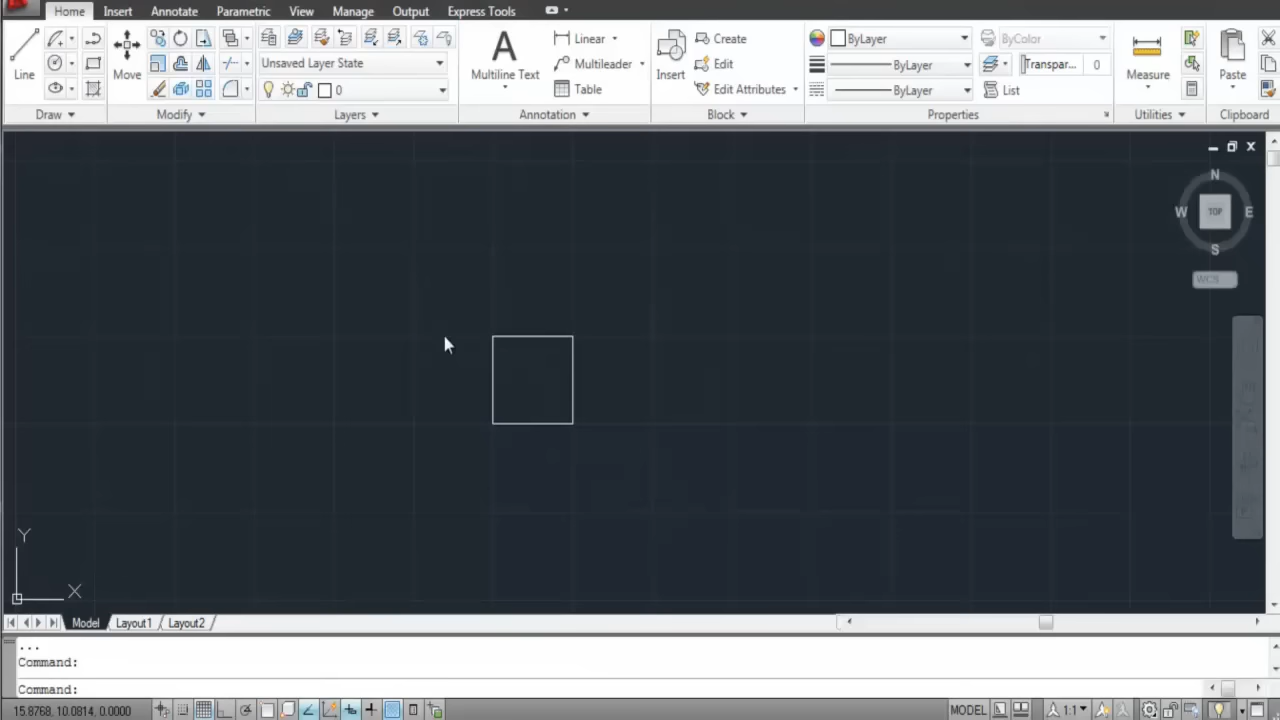 Home Insert Annotate Parametric View Manage Output Express Tools
Line Move Unsaved Layer State 0 Multiline Text Linear Multileader Table Insert Create Edit Edit Attributes ByLayer ByLayer ByLayer ByColor Transpar... 0 List Measure Paste
Draw Modify Layers Annotation Block Properties Utilities Clipboard
N
W TOP E
S
WCS
Y
X
Model Layout1 Layout2
...
Command:
Command:
15.8768, 10.0814, 0.0000 MODEL 1:1